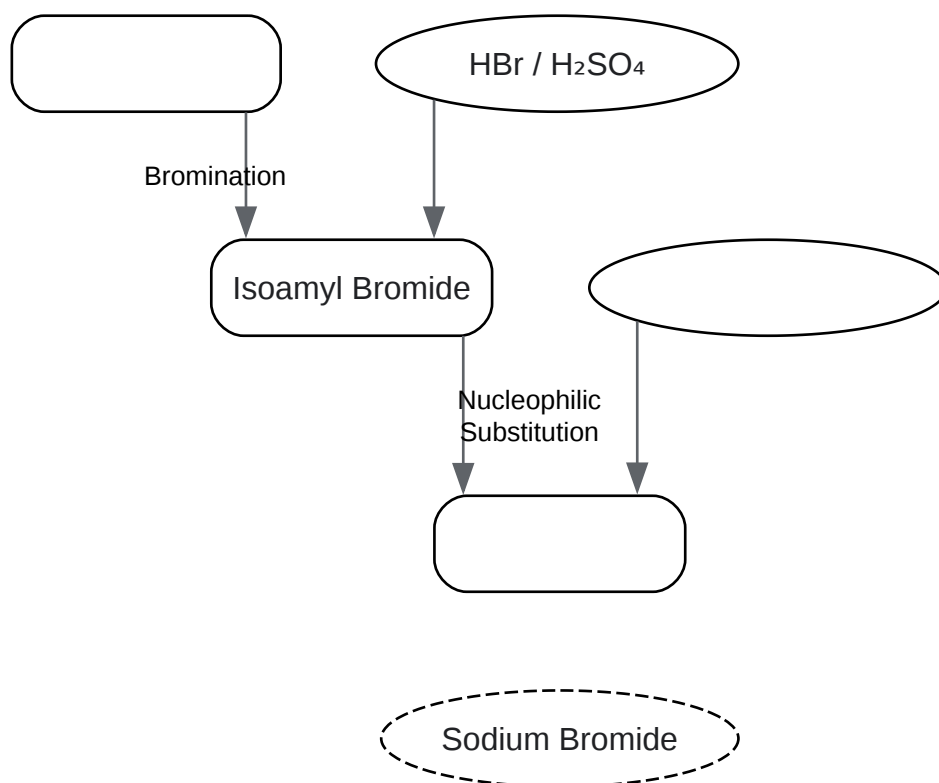 HBr / H₂SO₄
Bromination
Isoamyl Bromide
Nucleophilic
Substitution
Sodium Bromide